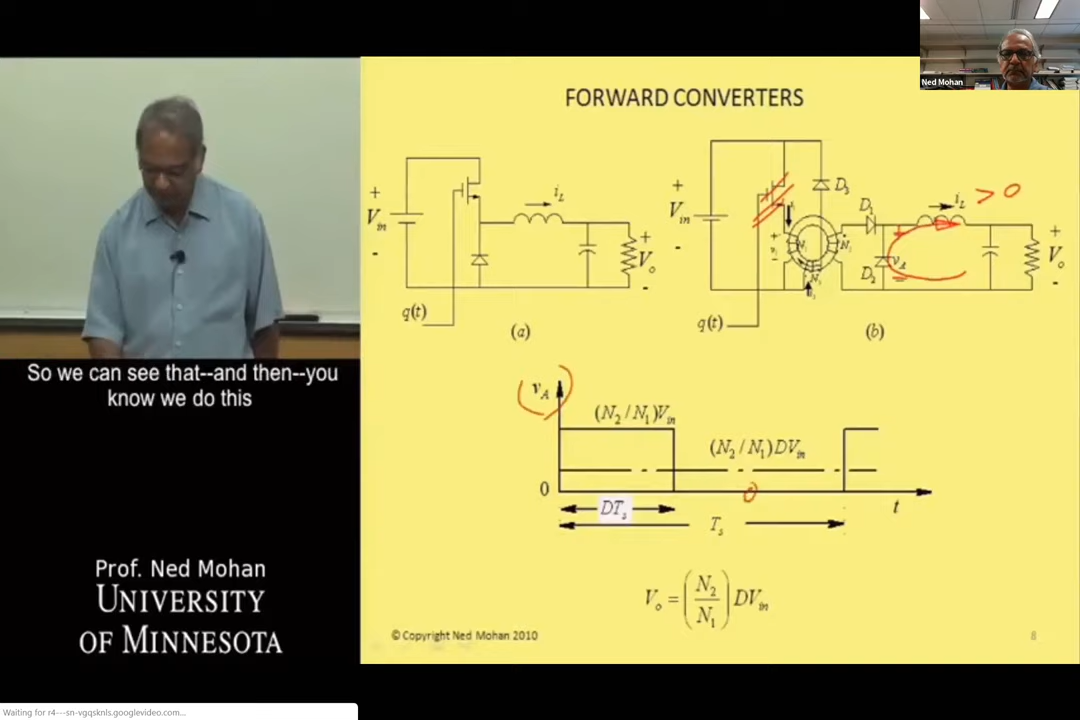 Ned Mohan
FORWARD CONVERTERS
+
V_in
-
i_L
+
V_o
-
q(t)
(a)
+
V_in
-
D_3
D_1
i_L > 0
N_1
N_2
N_3
v_A
D_2
+
V_o
-
q(t)
(b)
So we can see that--and then--you
know we do this
v_A
(N_2 / N_1)V_in
(N_2 / N_1)DV_in
0
0
t
DT_s
T_s
Prof. Ned Mohan
UNIVERSITY
OF MINNESOTA
V_o = (N_2 / N_1) DV_in
© Copyright Ned Mohan 2010
8
Waiting for r4---sn-vgqsknls.googlevideo.com...